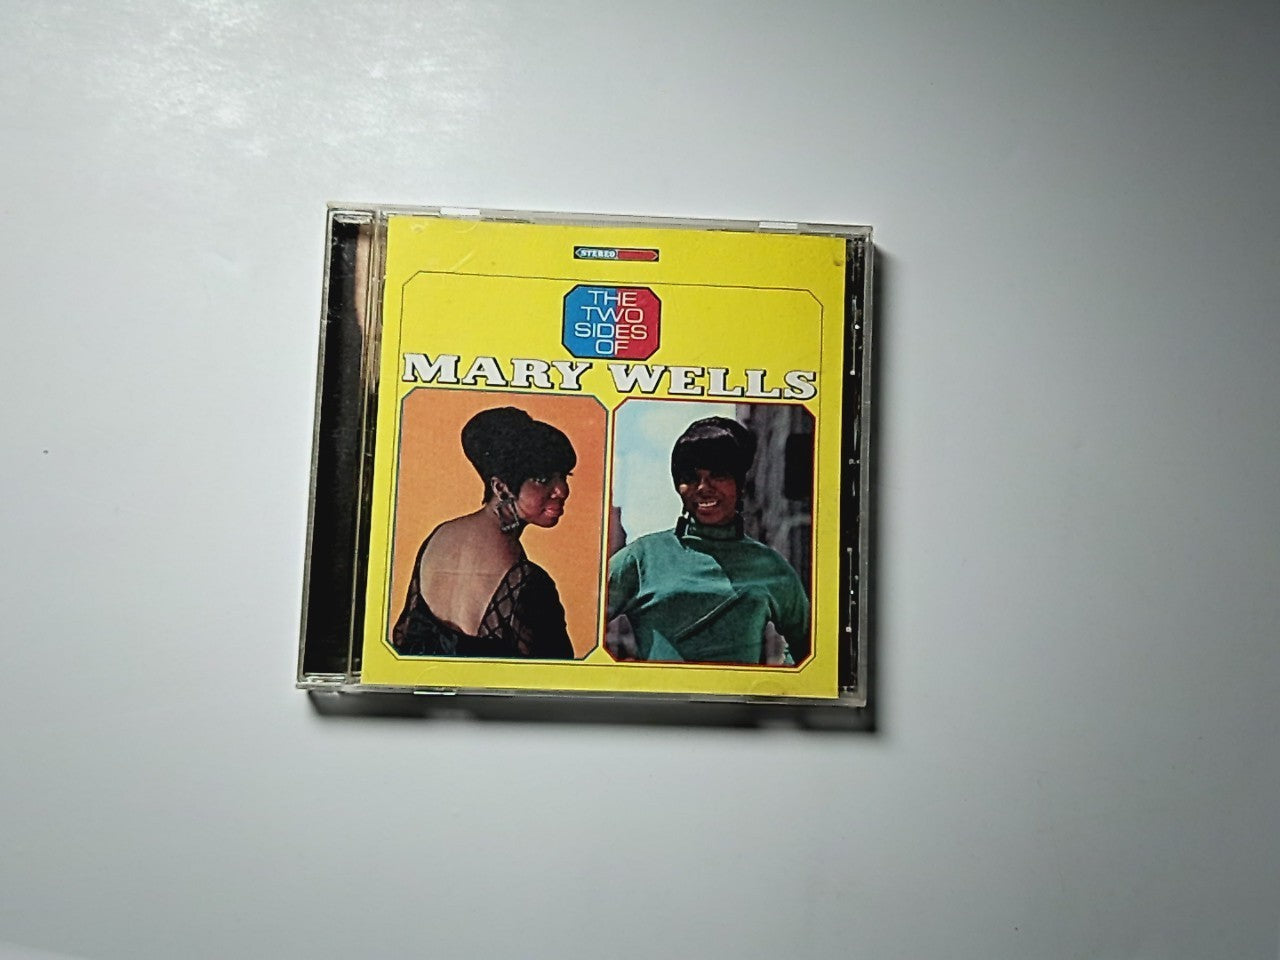 STEREO
THE
TWO
SIDES
OF
MARY WELLS